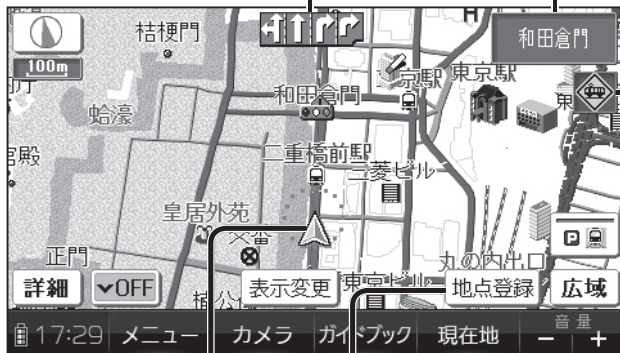 桔梗門
和田倉門
100m
京駅
東京駅
和田倉門
蛤濠
宮殿
二重橋前駅
三菱ビル
皇居外苑
交番
正門
丸の内出口
詳細
OFF
表示変更
東京ビル
地点登録
広域
17:29
メニュー
カメラ
ガイドブック
現在地
音量
− +